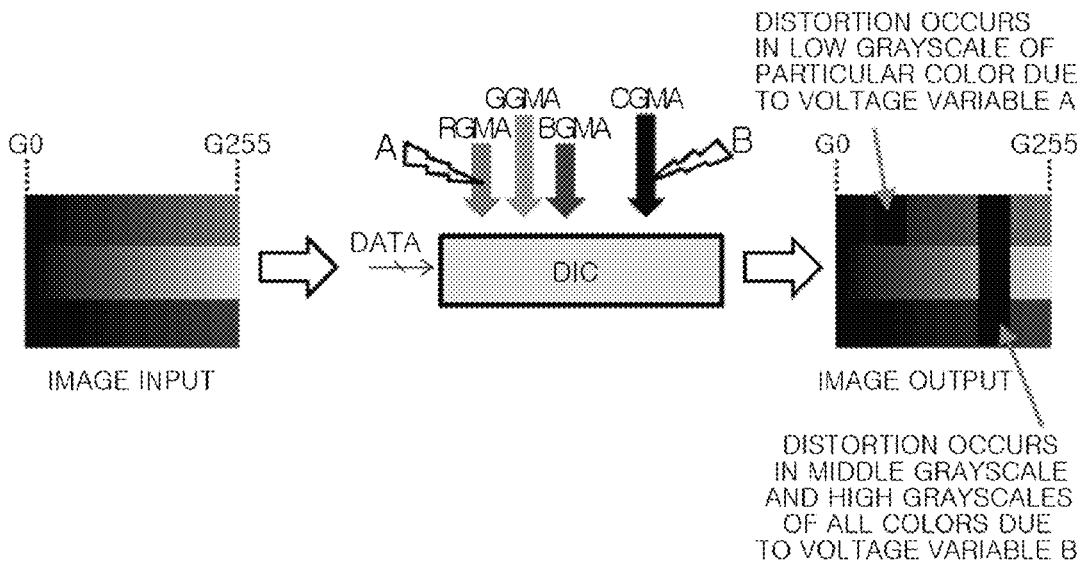 DISTORTION OCCURS
IN LOW GRAYSCALE OF
PARTICULAR COLOR DUE
TO VOLTAGE VARIABLE A
GGMA
CGMA
RGMA
BGMA
A
B
G0
G255
G0
G255
DATA
DIC
IMAGE INPUT
IMAGE OUTPUT
DISTORTION OCCURS
IN MIDDLE GRAYSCALE
AND HIGH GRAYSCALES
OF ALL COLORS DUE
TO VOLTAGE VARIABLE B